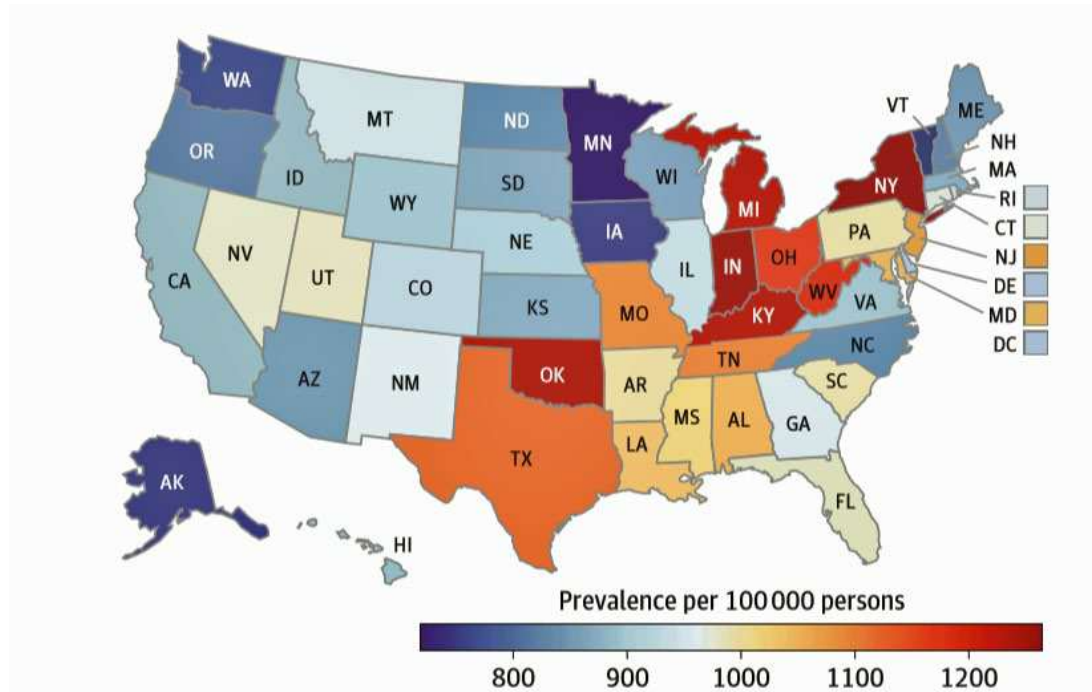 WA
MT
ND
MN
VT
ME
OR
ID
SD
WI
NH
MA
WY
MI
NY
RI
IA
CT
NV
NE
PA
UT
CA
CO
IL
IN
OH
NJ
KS
MO
WV
VA
DE
KY
MD
AZ
NM
OK
TN
NC
DC
AR
SC
MS
AL
GA
TX
LA
AK
FL
HI
Prevalence per 100 000 persons
800 900 1000 1100 1200